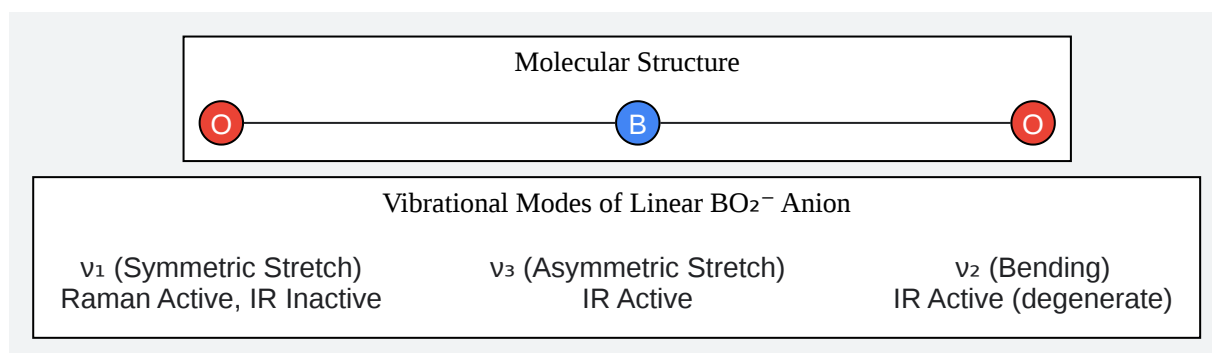 Molecular Structure
O B O
Vibrational Modes of Linear BO₂⁻ Anion
ν₁ (Symmetric Stretch) ν₃ (Asymmetric Stretch) ν₂ (Bending)
Raman Active, IR Inactive IR Active IR Active (degenerate)